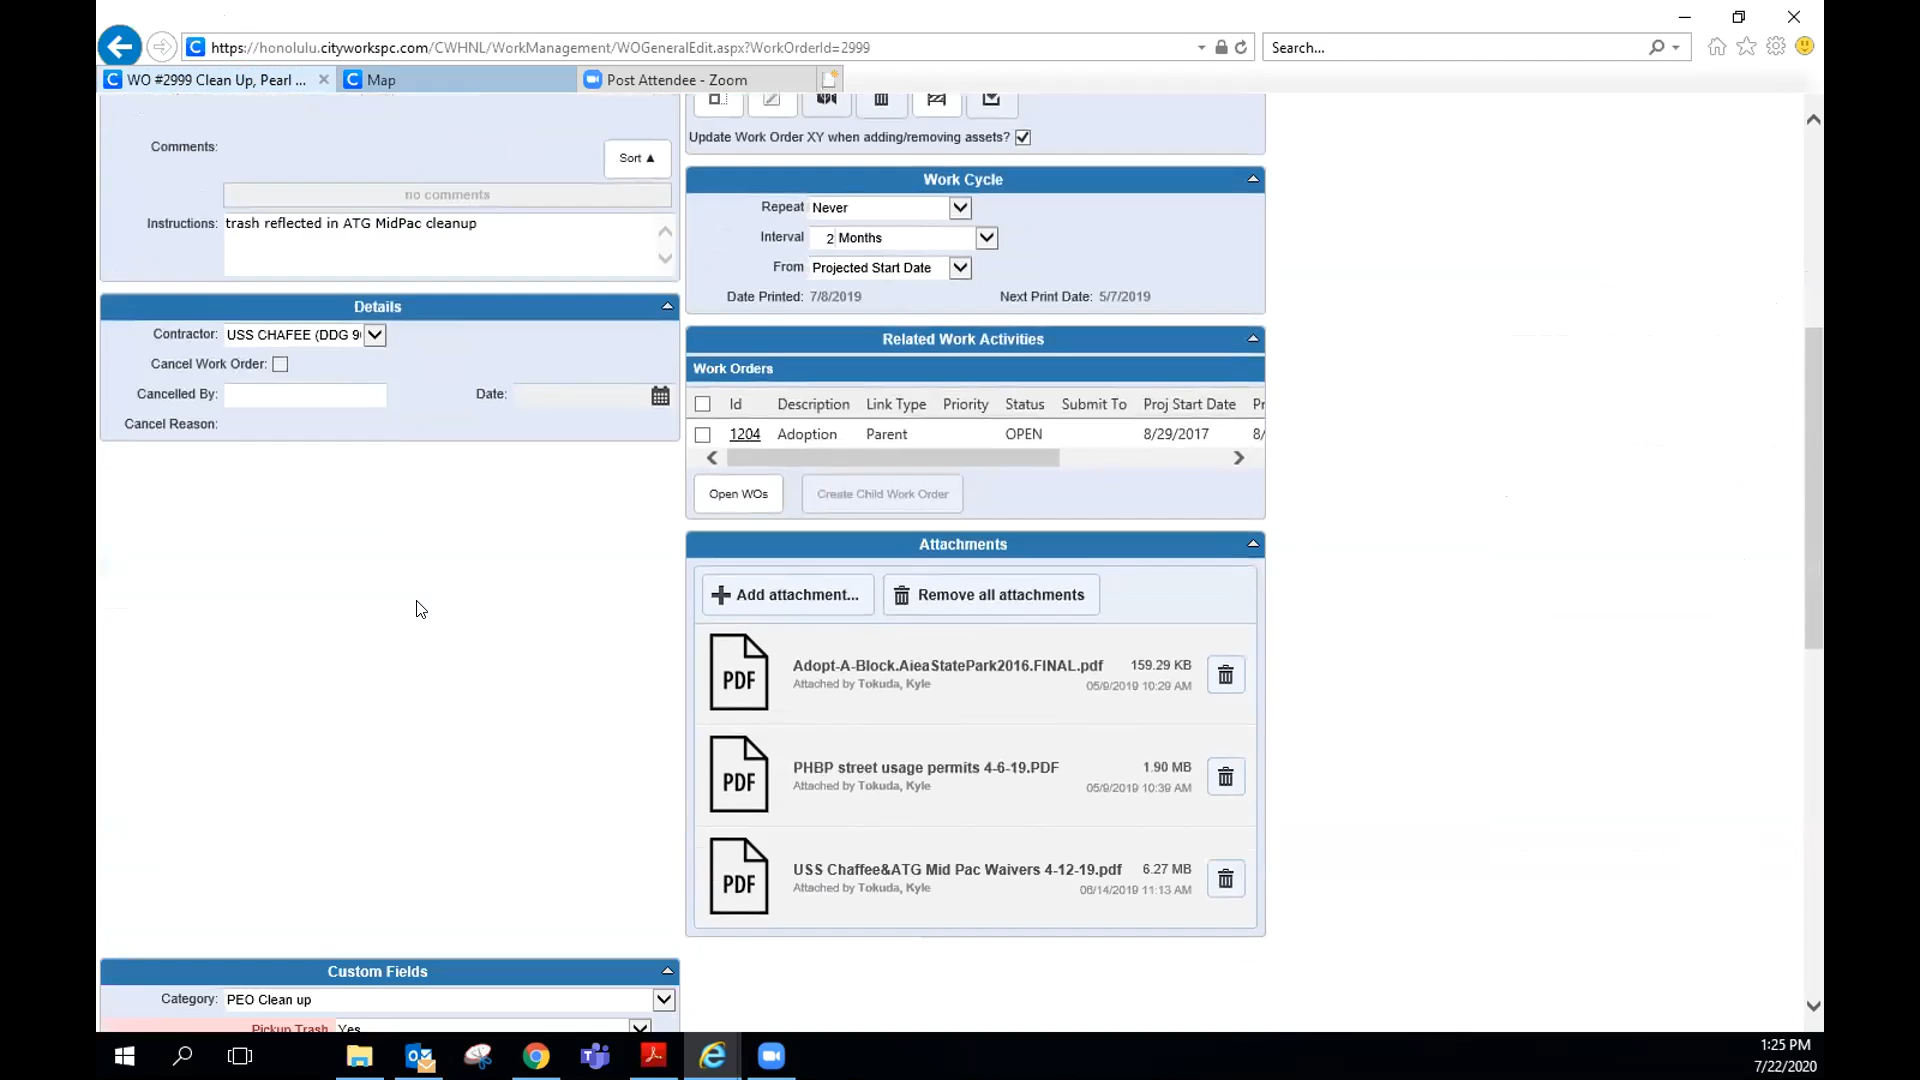 https://honolulu.cityworkspc.com/CWHNL/WorkManagement/WOGeneralEdit.aspx?WorkOrderId=2999
Search...
WO #2999 Clean Up, Pearl ...
Map
Post Attendee - Zoom
Comments:
Sort ▲
no comments
Instructions: trash reflected in ATG MidPac cleanup
Details
Contractor: USS CHAFEE (DDG 9
Cancel Work Order:
Cancelled By:
Date:
Cancel Reason:
Custom Fields
Category: PEO Clean up
Pickup Trash Yes
Update Work Order XY when adding/removing assets?
Work Cycle
Repeat Never
Interval 2 Months
From Projected Start Date
Date Printed: 7/8/2019 Next Print Date: 5/7/2019
Related Work Activities
Work Orders
Id Description Link Type Priority Status Submit To Proj Start Date Pr
1204 Adoption Parent OPEN 8/29/2017 8/
Open WOs Create Child Work Order
Attachments
Add attachment... Remove all attachments
PDF
Adopt-A-Block.AieaStatePark2016.FINAL.pdf 159.29 KB
Attached by Tokuda, Kyle 05/9/2019 10:29 AM
PDF
PHBP street usage permits 4-6-19.PDF 1.90 MB
Attached by Tokuda, Kyle 05/9/2019 10:39 AM
PDF
USS Chaffee&ATG Mid Pac Waivers 4-12-19.pdf 6.27 MB
Attached by Tokuda, Kyle 06/14/2019 11:13 AM
1:25 PM
7/22/2020